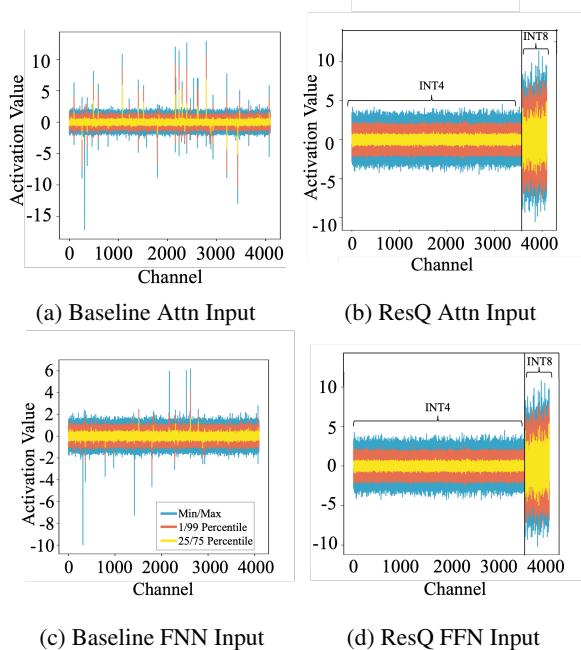 INT8
INT4
10
5
0
-5
-10
-15
Activation Value
0 1000 2000 3000 4000
Channel
(a) Baseline Attn Input
10
5
0
-5
-10
Activation Value
0 1000 2000 3000 4000
Channel
(b) ResQ Attn Input
6
4
2
0
-2
-4
-6
-8
-10
Activation Value
Min/Max
1/99 Percentile
25/75 Percentile
0 1000 2000 3000 4000
Channel
(c) Baseline FNN Input
INT8
INT4
10
5
0
-5
-10
Activation Value
0 1000 2000 3000 4000
Channel
(d) ResQ FFN Input